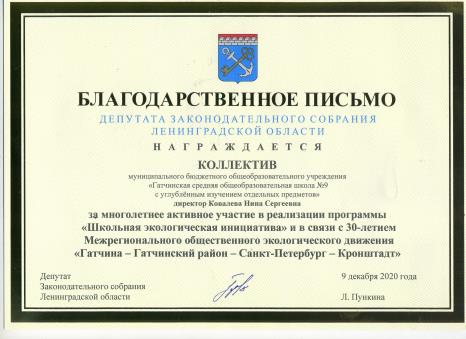 БЛАГОДАРСТВЕННОЕ ПИСЬМО
ДЕПУТАТА ЗАКОНОДАТЕЛЬНОГО СОБРАНИЯ
ЛЕНИНГРАДСКОЙ ОБЛАСТИ
НАГРАЖДАЕТСЯ
КОЛЛЕКТИВ
муниципального бюджетного общеобразовательного учреждения
«Гатчинская средняя общеобразовательная школа №9
с углублённым изучением отдельных предметов»
директор Ковалева Нина Сергеевна
за многолетнее активное участие в реализации программы
«Школьная экологическая инициатива» и в связи с 30-летием
Межрегионального общественного экологического движения
«Гатчина – Гатчинский район – Санкт-Петербург – Кронштадт»
Депутат
Законодательного собрания
Ленинградской области
9 декабря 2020 года
Л. Пункина